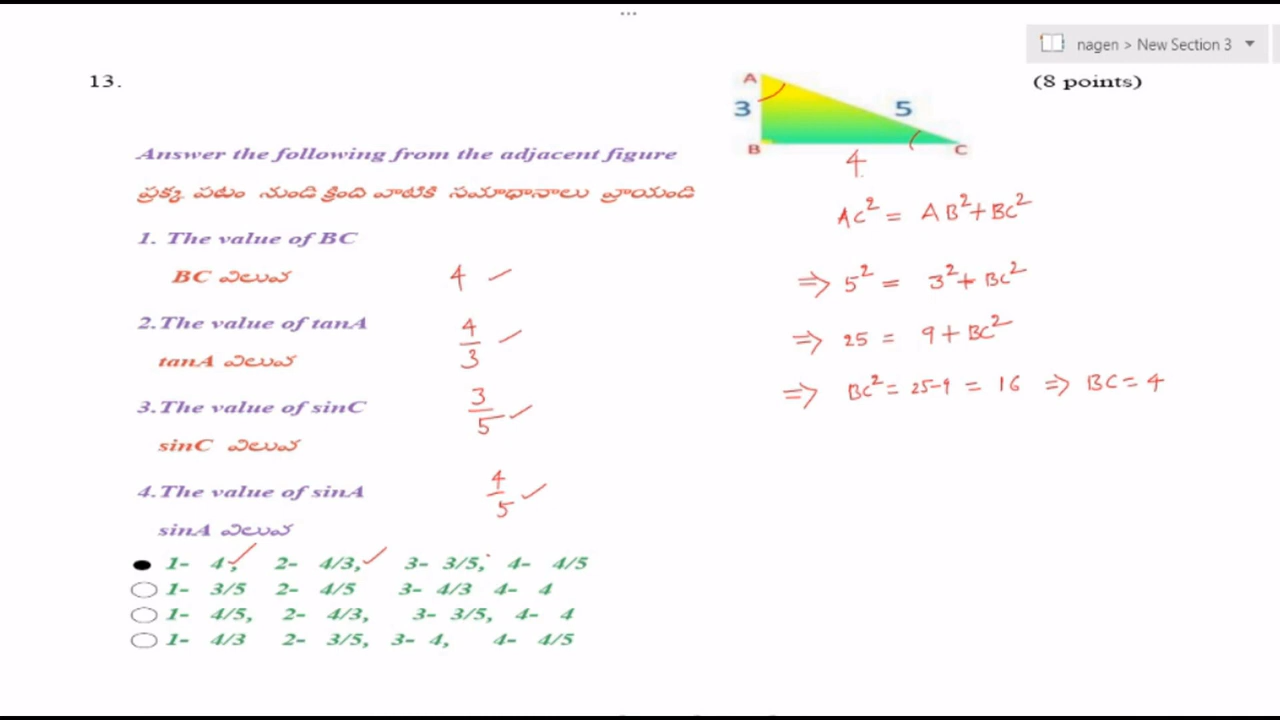 ...
nagen > New Section 3
13.
(8 points)
A
3
5
B
C
4
Answer the following from the adjacent figure
ప్రక్క పటం నుండి క్రింది వాటికి సమాధానాలు వ్రాయండి
1. The value of BC
BC విలువ
4 ✓
2.The value of tanA
tanA విలువ
4/3 ✓
3.The value of sinC
sinC విలువ
3/5 ✓
4.The value of sinA
sinA విలువ
4/5 ✓
AC² = AB²+BC²
⇒ 5² = 3²+BC²
⇒ 25 = 9+BC²
⇒ BC² = 25-9 = 16 ⇒ BC = 4
1- 4, 2- 4/3, 3- 3/5, 4- 4/5
1- 3/5 2- 4/5 3- 4/3 4- 4
1- 4/5, 2- 4/3, 3- 3/5, 4- 4
1- 4/3 2- 3/5, 3- 4, 4- 4/5